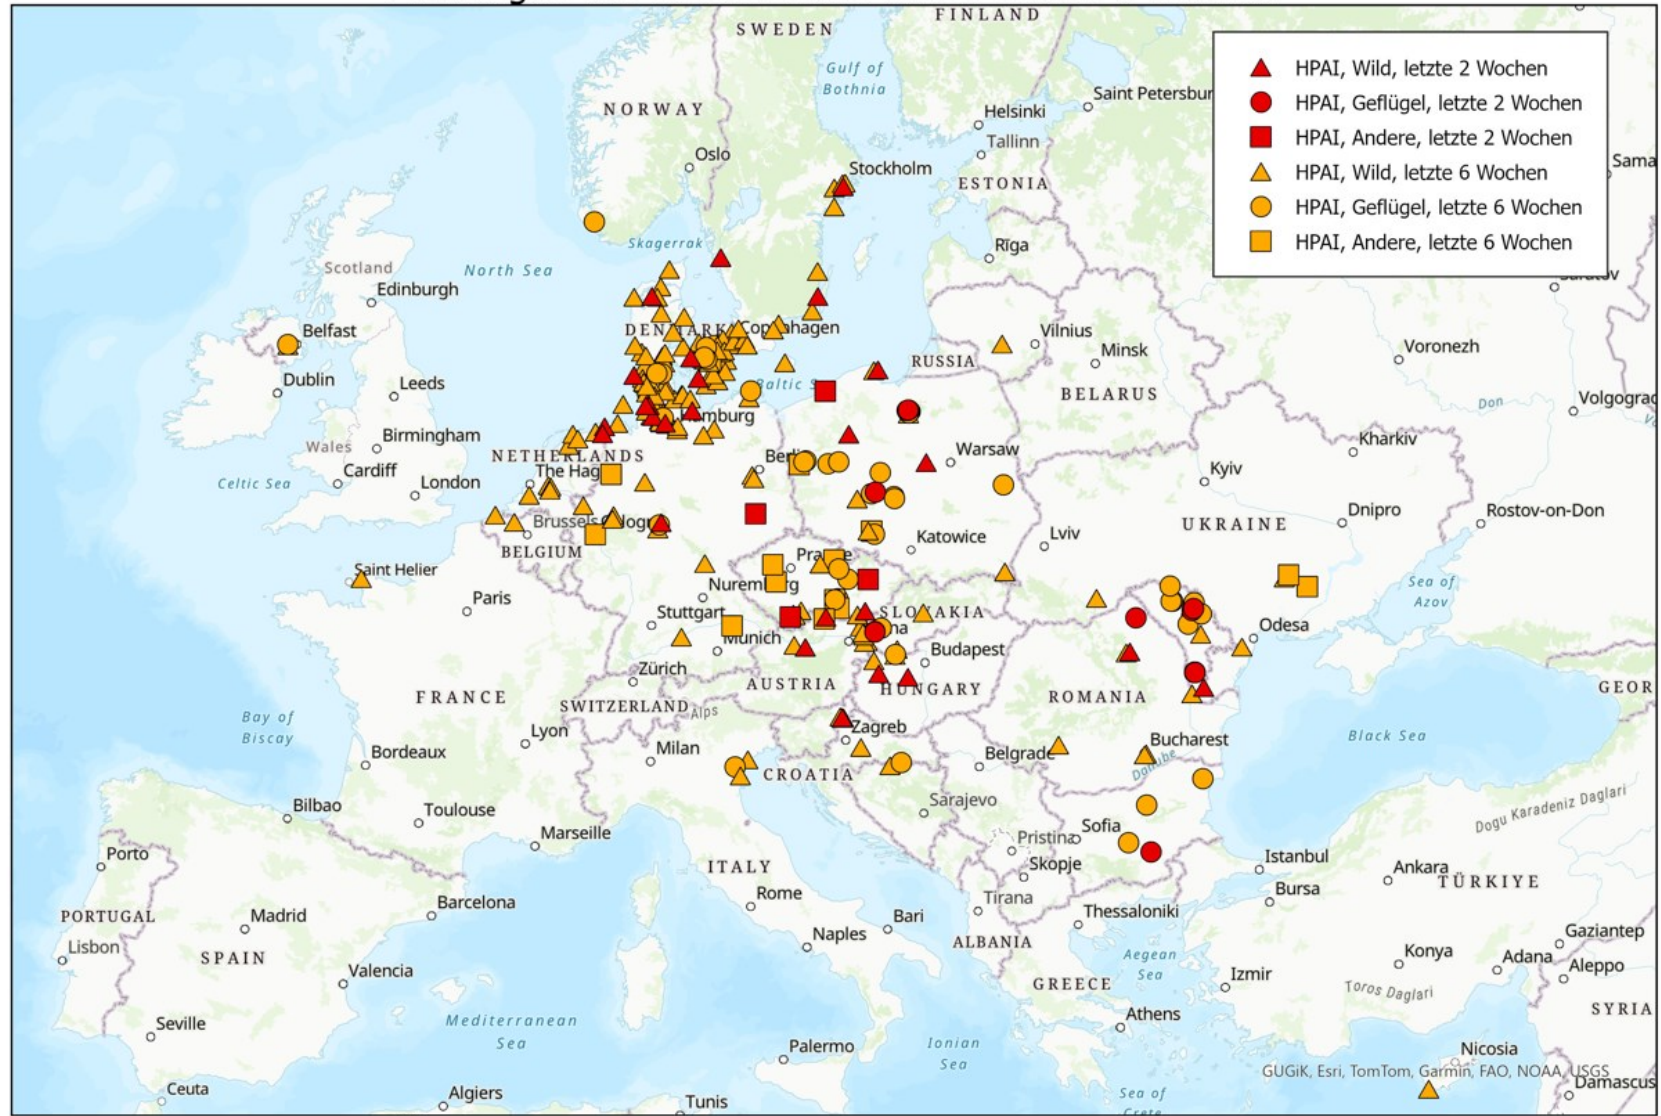 FINLAND
SWEDEN
Gulf of
Bothnia
NORWAY
Helsinki
Saint Petersbur
Tallinn
Oslo
Stockholm
ESTONIA
HPAI, Wild, letzte 2 Wochen
HPAI, Geflügel, letzte 2 Wochen
HPAI, Andere, letzte 2 Wochen
HPAI, Wild, letzte 6 Wochen
HPAI, Geflügel, letzte 6 Wochen
HPAI, Andere, letzte 6 Wochen
Sama
Skagerrak
Rīga
Scotland
North Sea
Edinburgh
Belfast
DENMARK
Copenhagen
Vilnius
Minsk
Voronezh
RUSSIA
Dublin
Leeds
Baltic S
BELARUS
Don
Volgograd
Hamburg
Birmingham
Wales
Kharkiv
NETHERLANDS
Berli
Warsaw
Cardiff
The Hag
Kyiv
Celtic Sea
London
Brussels
Cologn
Dnipro
Rostov-on-Don
UKRAINE
Katowice
Lviv
BELGIUM
Prague
Saint Helier
Nuremberg
Sea of
Azov
Paris
Stuttgart
SLOVAKIA
na
Odesa
Munich
Budapest
Zürich
FRANCE
AUSTRIA
HUNGARY
ROMANIA
GEOR
SWITZERLAND
Alps
Bay of
Biscay
Lyon
Zagreb
Black Sea
Bordeaux
Milan
Belgrade
Bucharest
Danube
CROATIA
Bilbao
Toulouse
Sarajevo
Dogu Karadeniz Daglari
Marseille
Pristina
Sofia
Porto
Skopje
Istanbul
Ankara
ITALY
TÜRKIYE
Rome
Bursa
Tirana
Barcelona
PORTUGAL
Madrid
Bari
Thessaloniki
Lisbon
SPAIN
Naples
ALBANIA
Gaziantep
Aegean
Sea
Konya
Adana
Aleppo
Valencia
GREECE
Izmir
Toros Daglari
SYRIA
Seville
Mediterranean
Sea
Athens
Palermo
Ionian
Sea
Nicosia
GUGiK, Esri, TomTom, Garmin, FAO, NOAA, USGS
Ceuta
Algiers
Tunis
Sea of
Crete
Damascus